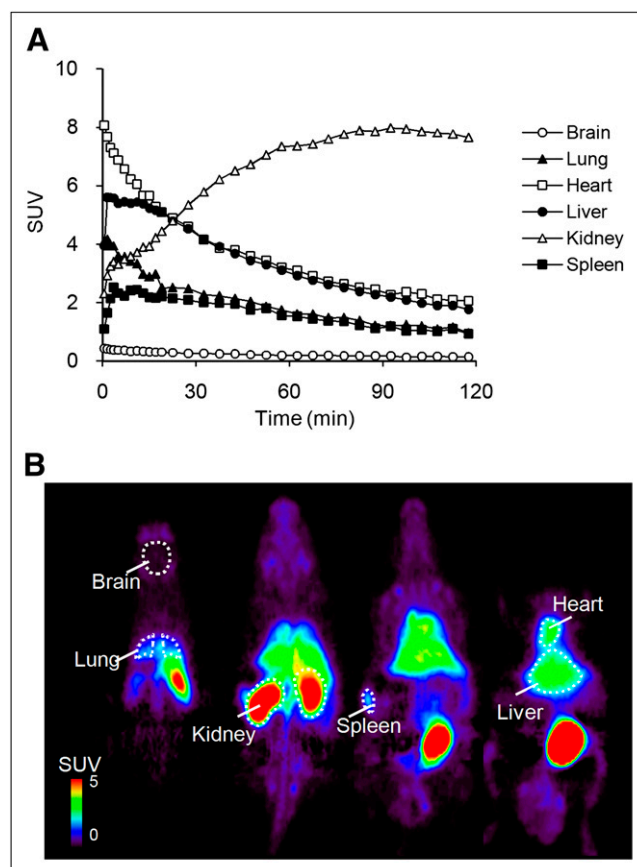 A
10
8
6
4
2
0
SUV
0 30 60 90 120
Time (min)
Brain
Lung
Heart
Liver
Kidney
Spleen
B
Brain
Lung
Kidney
Spleen
Heart
Liver
SUV
5
0